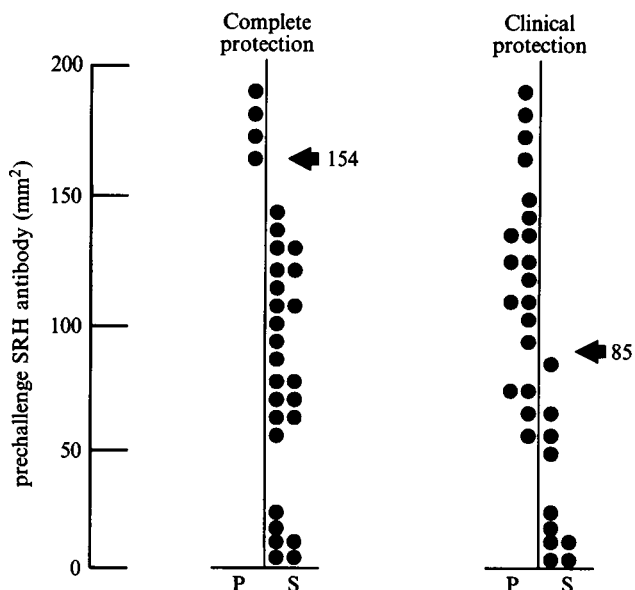 Complete
protection
Clinical
protection
prechallenge SRH antibody (mm²)
200
150
100
50
0
154
85
P S
P S